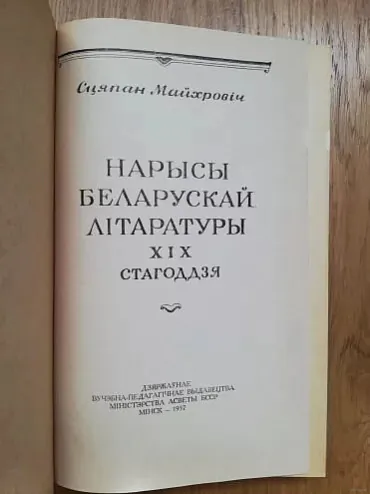 Сцяпан Майхровіч
НАРЫСЫ
БЕЛАРУСКАЙ
ЛІТАРАТУРЫ
XIX
СТАГОДДЗЯ
ДЗЯРЖАЎНАЕ
ВУЧЭБНА-ПЕДАГАГІЧНАЕ ВЫДАВЕЦТВА
МІНІСТЭРСТВА АСВЕТЫ БССР
МІНСК — 1957